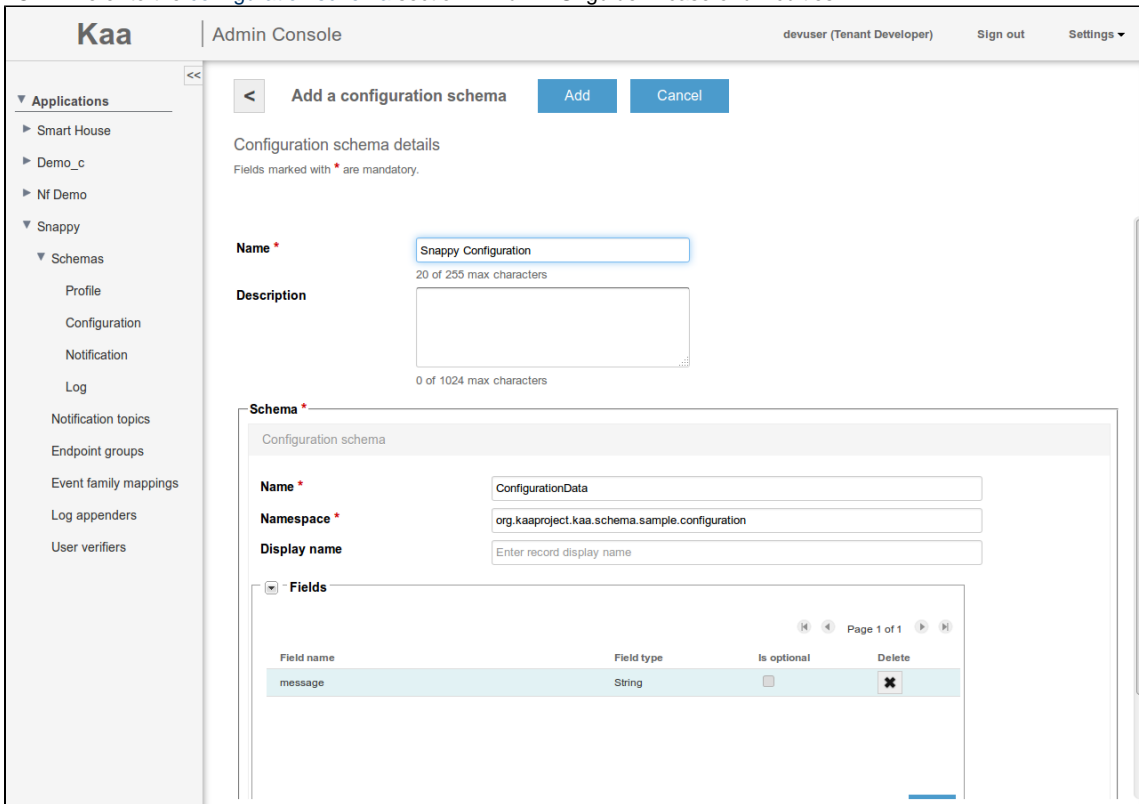 Kaa Admin Console devuser (Tenant Developer) Sign out Settings
<<
Applications
Smart House
Demo_c
Nf Demo
Snappy
Schemas
Profile
Configuration
Notification
Log
Notification topics
Endpoint groups
Event family mappings
Log appenders
User verifiers
< Add a configuration schema Add Cancel
Configuration schema details
Fields marked with * are mandatory.
Name * Snappy Configuration
20 of 255 max characters
Description
0 of 1024 max characters
Schema *
Configuration schema
Name * ConfigurationData
Namespace * org.kaaproject.kaa.schema.sample.configuration
Display name Enter record display name
Fields
Page 1 of 1
Field name Field type Is optional Delete
message String